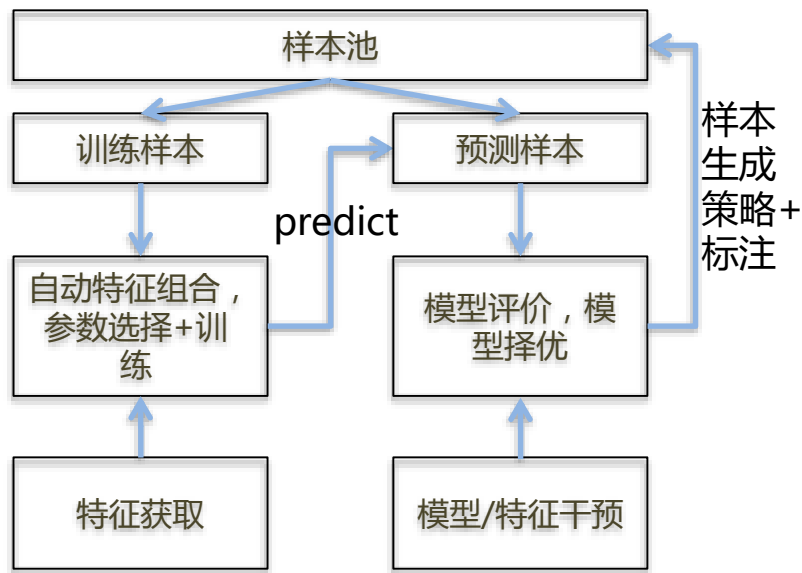 样本池
训练样本
预测样本
样本
生成
策略+
标注
predict
自动特征组合，
参数选择+训
练
模型评价，模
型择优
特征获取
模型/特征干预